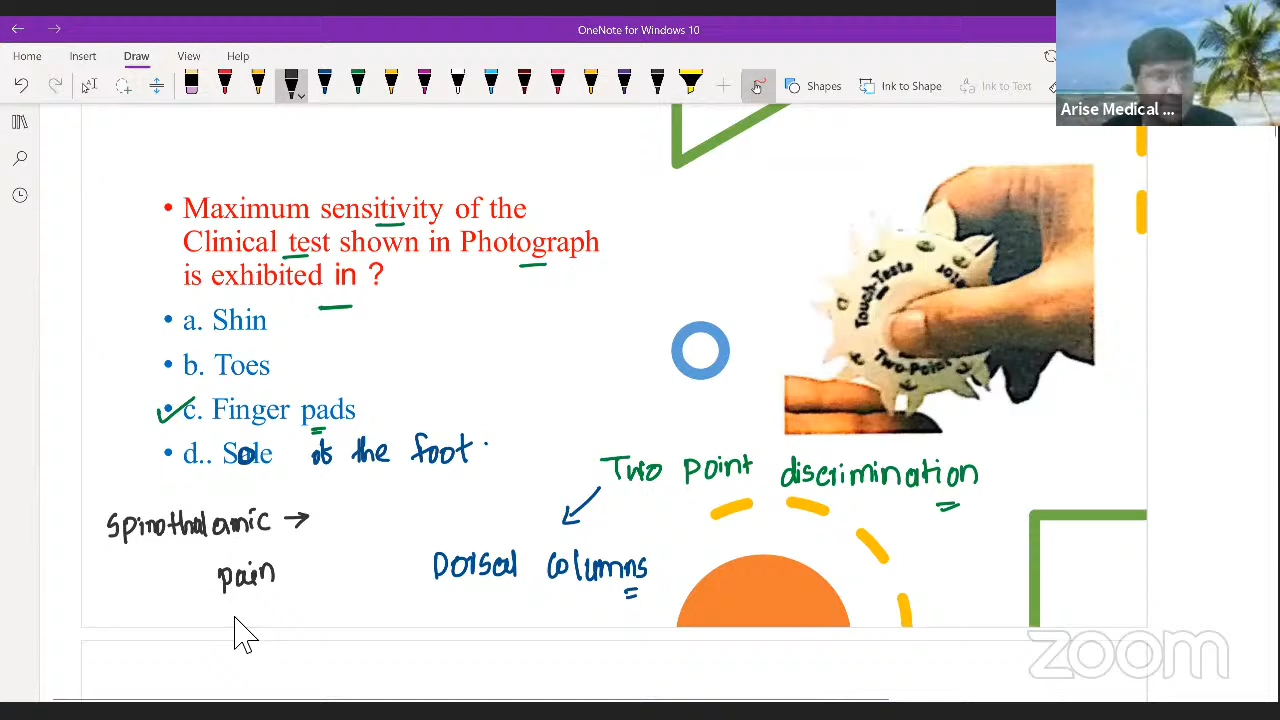 OneNote for Windows 10
Home Insert Draw View Help
Shapes Ink to Shape Ink to Text
Arise Medical ...
• Maximum sensitivity of the
Clinical test shown in Photograph
is exhibited in ?
• a. Shin
• b. Toes
• c. Finger pads
• d.. Sole of the foot
Touch-Tests
Two-Point
Two point discrimination
Spinothalamic →
Dorsal columns
pain
zoom